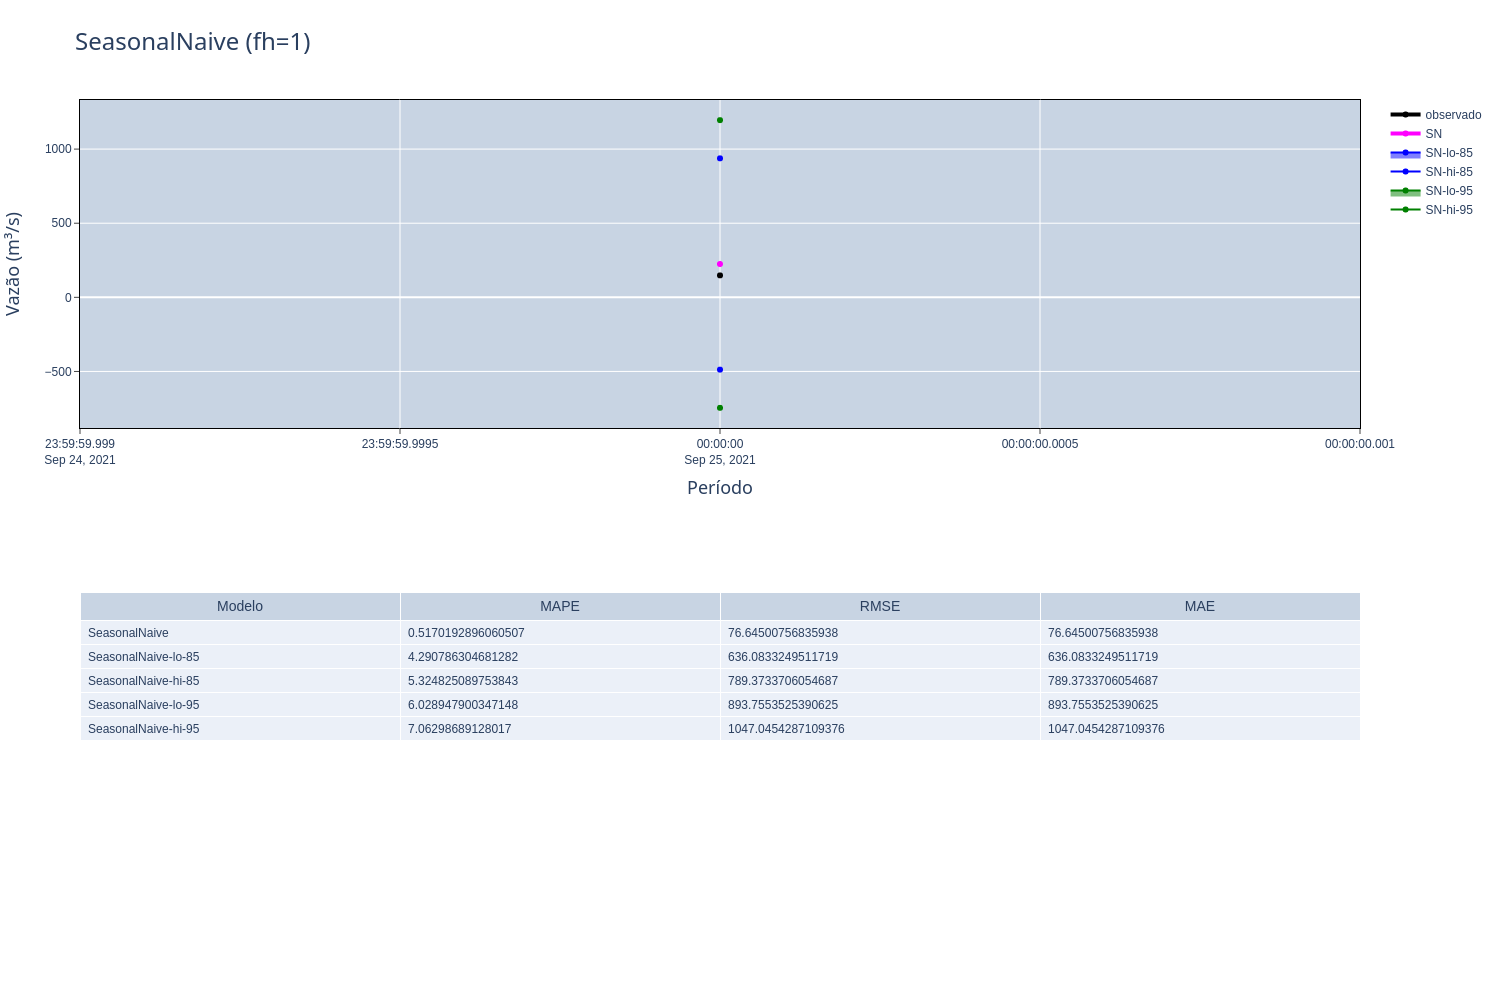 SeasonalNaive (fh=1)
observado
SN
SN-lo-85
SN-hi-85
SN-lo-95
SN-hi-95
Vazão (m³/s)
1000
500
0
−500
23:59:59.999 23:59:59.9995 00:00:00 00:00:00.0005 00:00:00.001
Sep 24, 2021 Sep 25, 2021
Período
Modelo MAPE RMSE MAE
SeasonalNaive 0.5170192896060507 76.64500756835938 76.64500756835938
SeasonalNaive-lo-85 4.290786304681282 636.0833249511719 636.0833249511719
SeasonalNaive-hi-85 5.324825089753843 789.3733706054687 789.3733706054687
SeasonalNaive-lo-95 6.028947900347148 893.7553525390625 893.7553525390625
SeasonalNaive-hi-95 7.06298689128017 1047.0454287109376 1047.0454287109376